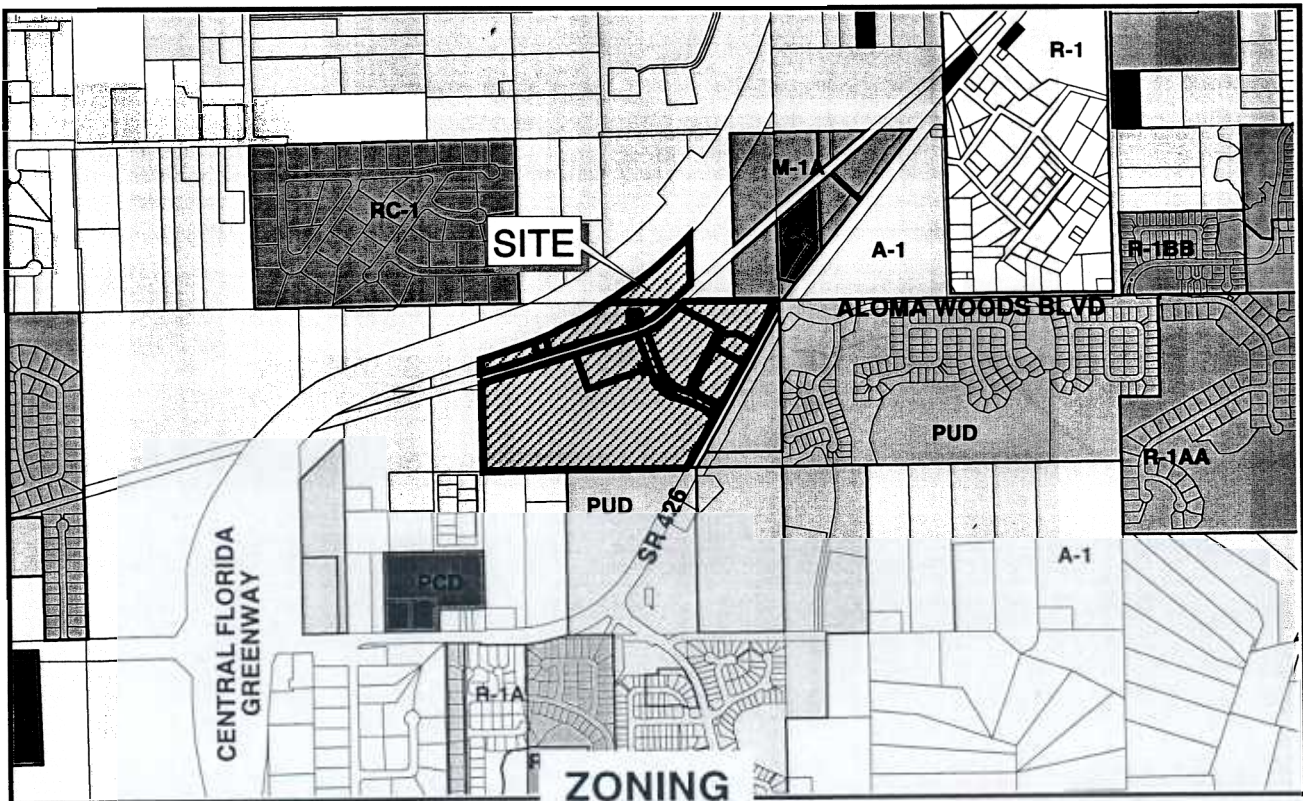 R-1
M-1A
RC-1
SITE
A-1
R-1BB
ALOMA WOODS BLVD
PUD
R-1AA
PUD
SR 426
A-1
PCD
CENTRAL FLORIDA
GREENWAY
R-1A
ZONING